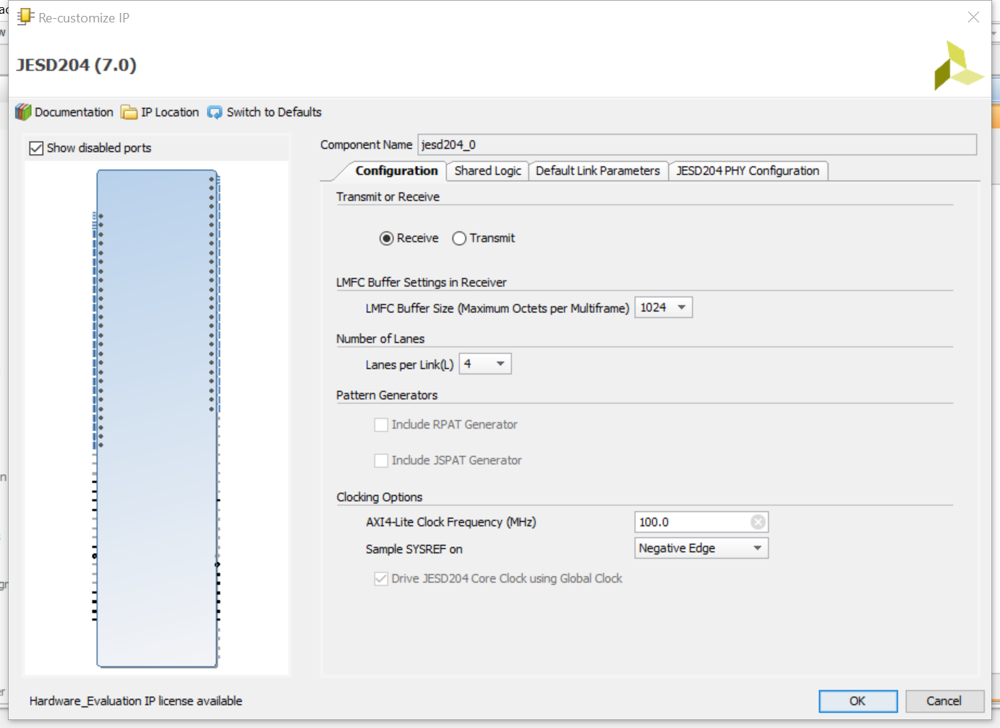 Re-customize IP
JESD204 (7.0)
Documentation IP Location Switch to Defaults
Show disabled ports
Component Name jesd204_0
Configuration Shared Logic Default Link Parameters JESD204 PHY Configuration
Transmit or Receive
Receive Transmit
LMFC Buffer Settings in Receiver
LMFC Buffer Size (Maximum Octets per Multiframe) 1024
Number of Lanes
Lanes per Link(L) 4
Pattern Generators
Include RPAT Generator
Include JSPAT Generator
Clocking Options
AXI4-Lite Clock Frequency (MHz) 100.0
Sample SYSREF on Negative Edge
Drive JESD204 Core Clock using Global Clock
Hardware_Evaluation IP license available
OK Cancel